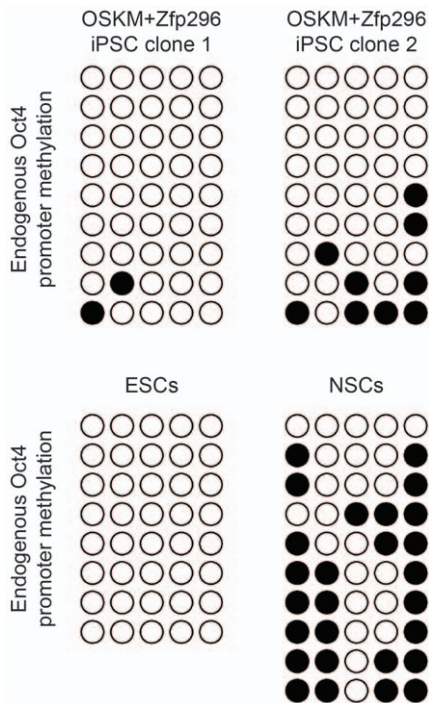 OSKM+Zfp296
iPSC clone 1
OSKM+Zfp296
iPSC clone 2
Endogenous Oct4
promoter methylation
ESCs
NSCs
Endogenous Oct4
promoter methylation